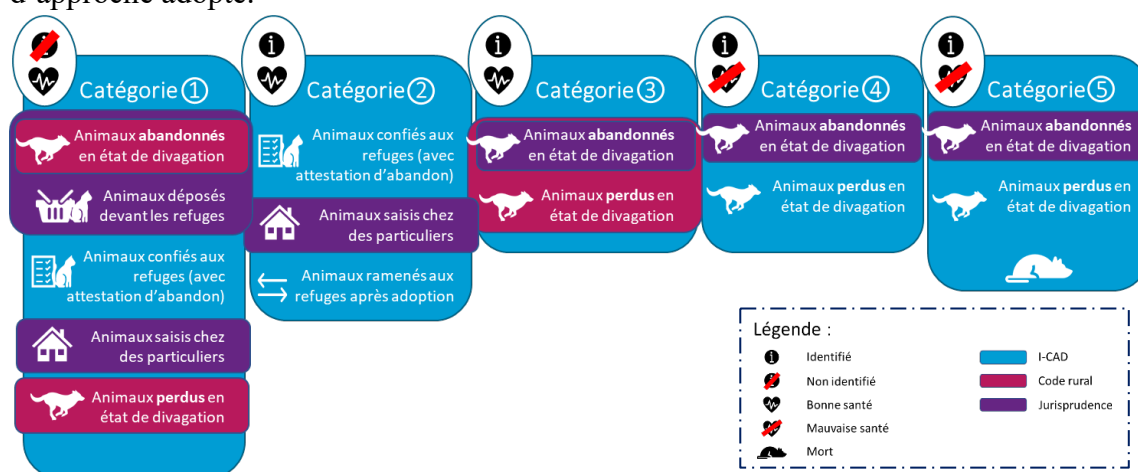 d'approche adopté.
Catégorie 1
Animaux abandonnés
en état de divagation
Animaux déposés
devant les refuges
Animaux confiés aux
refuges (avec
attestation d'abandon)
Animaux saisis chez
des particuliers
Animaux perdus en
état de divagation
Catégorie 2
Animaux confiés aux
refuges (avec
attestation d'abandon)
Animaux saisis chez
des particuliers
Animaux ramenés aux
refuges après adoption
Catégorie 3
Animaux abandonnés
en état de divagation
Animaux perdus en
état de divagation
Catégorie 4
Animaux abandonnés
en état de divagation
Animaux perdus en
état de divagation
Catégorie 5
Animaux abandonnés
en état de divagation
Animaux perdus en
état de divagation
Légende :
Identifié
Non identifié
Bonne santé
Mauvaise santé
Mort
I-CAD
Code rural
Jurisprudence